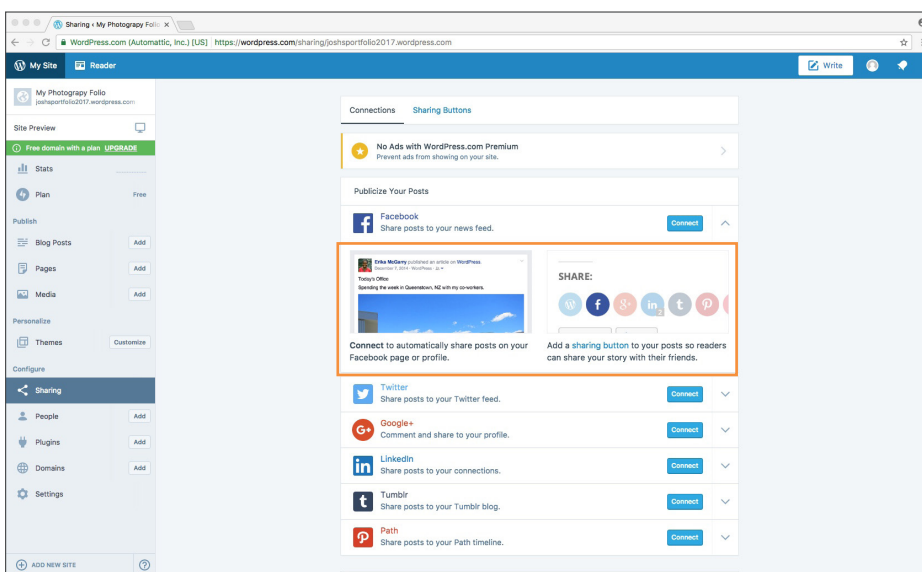 Sharing ‹ My Photograpy Folio
WordPress.com (Automattic, Inc.) [US] https://wordpress.com/sharing/joshsportfolio2017.wordpress.com
My Site Reader Write
My Photograpy Folio
joshsportfolio2017.wordpress.com
Site Preview
Free domain with a plan UPGRADE
Stats
Plan Free
Publish
Blog Posts Add
Pages Add
Media Add
Personalize
Themes Customize
Configure
Sharing
People Add
Plugins Add
Domains Add
Settings
ADD NEW SITE
Connections Sharing Buttons
No Ads with WordPress.com Premium
Prevent ads from showing on your site.
Publicize Your Posts
Facebook
Share posts to your news feed.
Connect
Erika McGarry published an article on WordPress.
December 7, 2014 · WordPress
Today's Office
Spending the week in Queenstown, NZ with my co-workers.
Connect to automatically share posts on your
Facebook page or profile.
SHARE:
2
Add a sharing button to your posts so readers
can share your story with their friends.
Twitter
Share posts to your Twitter feed.
Connect
Google+
Comment and share to your profile.
Connect
LinkedIn
Share posts to your connections.
Connect
Tumblr
Share posts to your Tumblr blog.
Connect
Path
Share posts to your Path timeline.
Connect